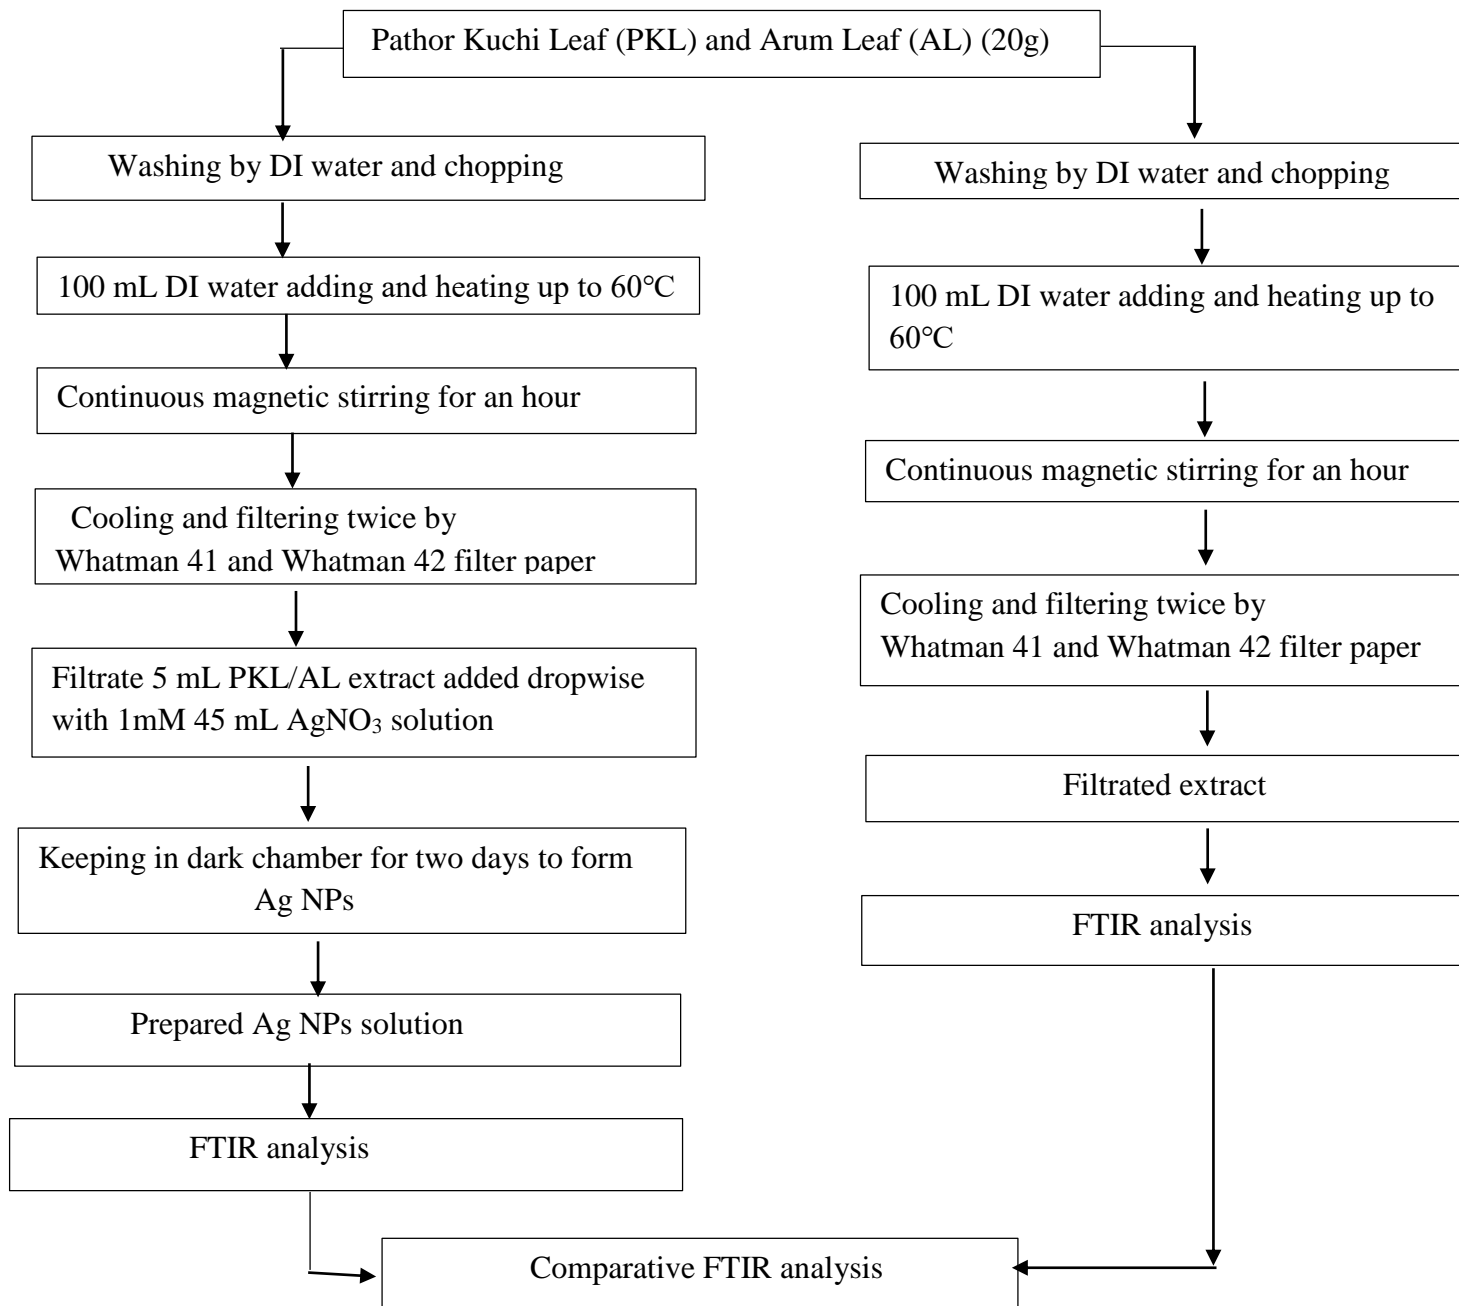 Pathor Kuchi Leaf (PKL) and Arum Leaf (AL) (20g)
Washing by DI water and chopping
100 mL DI water adding and heating up to 60°C
Continuous magnetic stirring for an hour
Cooling and filtering twice by
Whatman 41 and Whatman 42 filter paper
Filtrate 5 mL PKL/AL extract added dropwise
with 1mM 45 mL AgNO₃ solution
Keeping in dark chamber for two days to form
Ag NPs
Prepared Ag NPs solution
FTIR analysis
Washing by DI water and chopping
100 mL DI water adding and heating up to
60°C
Continuous magnetic stirring for an hour
Cooling and filtering twice by
Whatman 41 and Whatman 42 filter paper
Filtrated extract
FTIR analysis
Comparative FTIR analysis